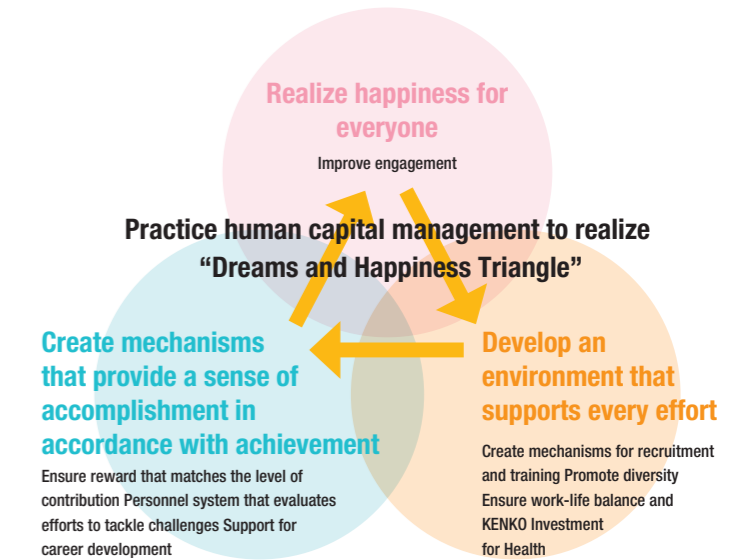 Realize happiness for
everyone
Improve engagement
Practice human capital management to realize
“Dreams and Happiness Triangle”
Create mechanisms
that provide a sense of
accomplishment in
accordance with achievement
Ensure reward that matches the level of
contribution Personnel system that evaluates
efforts to tackle challenges Support for
career development
Develop an
environment that
supports every effort
Create mechanisms for recruitment
and training Promote diversity
Ensure work-life balance and
KENKO Investment
for Health